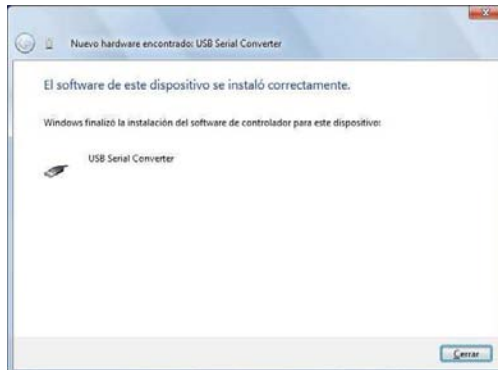 Nuevo hardware encontrado: USB Serial Converter
El software de este dispositivo se instaló correctamente.
Windows finalizó la instalación del software de controlador para este dispositivo:
USB Serial Converter
Cerrar